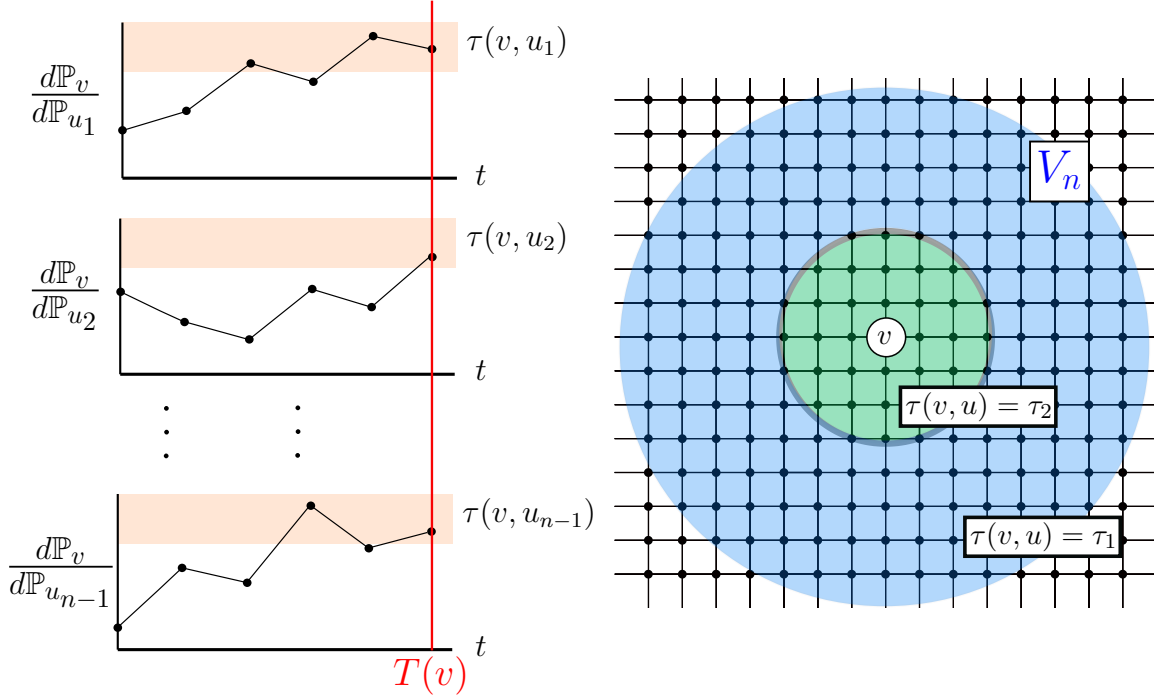 dℙ_v / dℙ_{u_1}
τ(v, u_1)
t
dℙ_v / dℙ_{u_2}
τ(v, u_2)
t
dℙ_v / dℙ_{u_{n-1}}
τ(v, u_{n-1})
t
T(v)
V_n
v
τ(v, u) = τ_2
τ(v, u) = τ_1